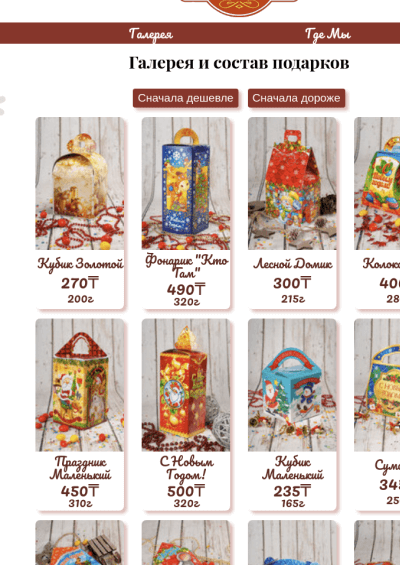 Галерея
Где Мы
Галерея и состав подарков
Сначала дешевле
Сначала дороже
Кубик Золотой
270₸
200г
Фонарик "Кто
Там"
490₸
320г
Лесной Домик
300₸
215г
Праздник
Маленький
450₸
310г
С Новым
Годом!
500₸
320г
Кубик
Маленький
235₸
165г